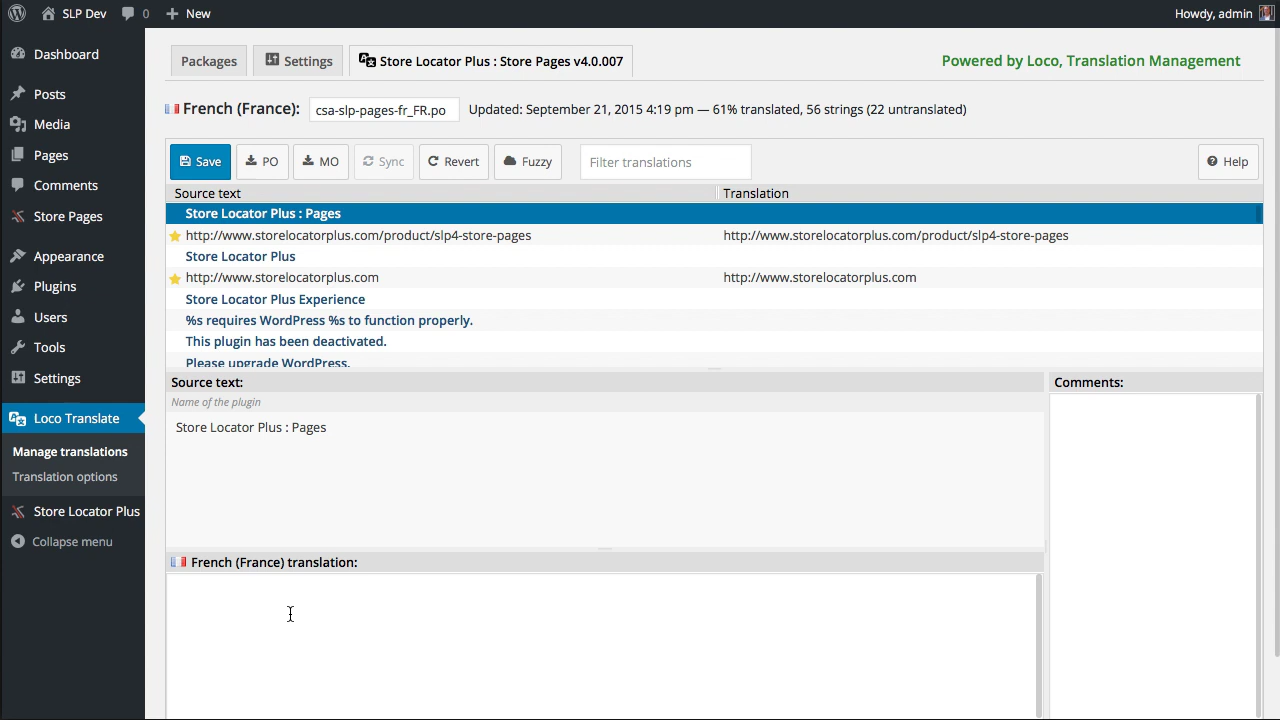 SLP Dev 0 New Howdy, admin
Dashboard
Posts
Media
Pages
Comments
Store Pages
Appearance
Plugins
Users
Tools
Settings
Loco Translate
Manage translations
Translation options
Store Locator Plus
Collapse menu
Packages Settings Store Locator Plus : Store Pages v4.0.007 Powered by Loco, Translation Management
French (France): csa-slp-pages-fr_FR.po Updated: September 21, 2015 4:19 pm — 61% translated, 56 strings (22 untranslated)
Save PO MO Sync Revert Fuzzy Filter translations Help
Source text Translation
Store Locator Plus : Pages
http://www.storelocatorplus.com/product/slp4-store-pages http://www.storelocatorplus.com/product/slp4-store-pages
Store Locator Plus
http://www.storelocatorplus.com http://www.storelocatorplus.com
Store Locator Plus Experience
%s requires WordPress %s to function properly.
This plugin has been deactivated.
Please upgrade WordPress.
Source text: Comments:
Name of the plugin
Store Locator Plus : Pages
French (France) translation: